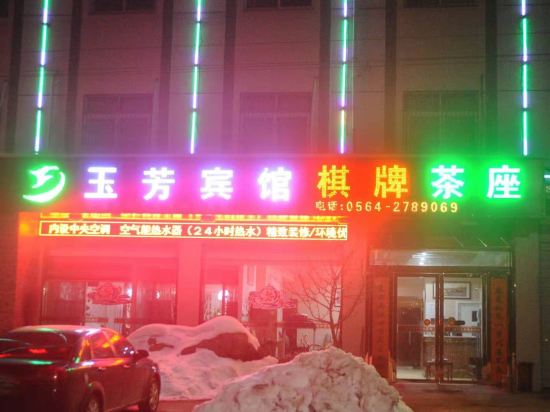 玉芳宾馆 棋牌 茶座
电话:0564-2789069
内设中央空调 空气能热水器（24小时热水）精致装修/环境优